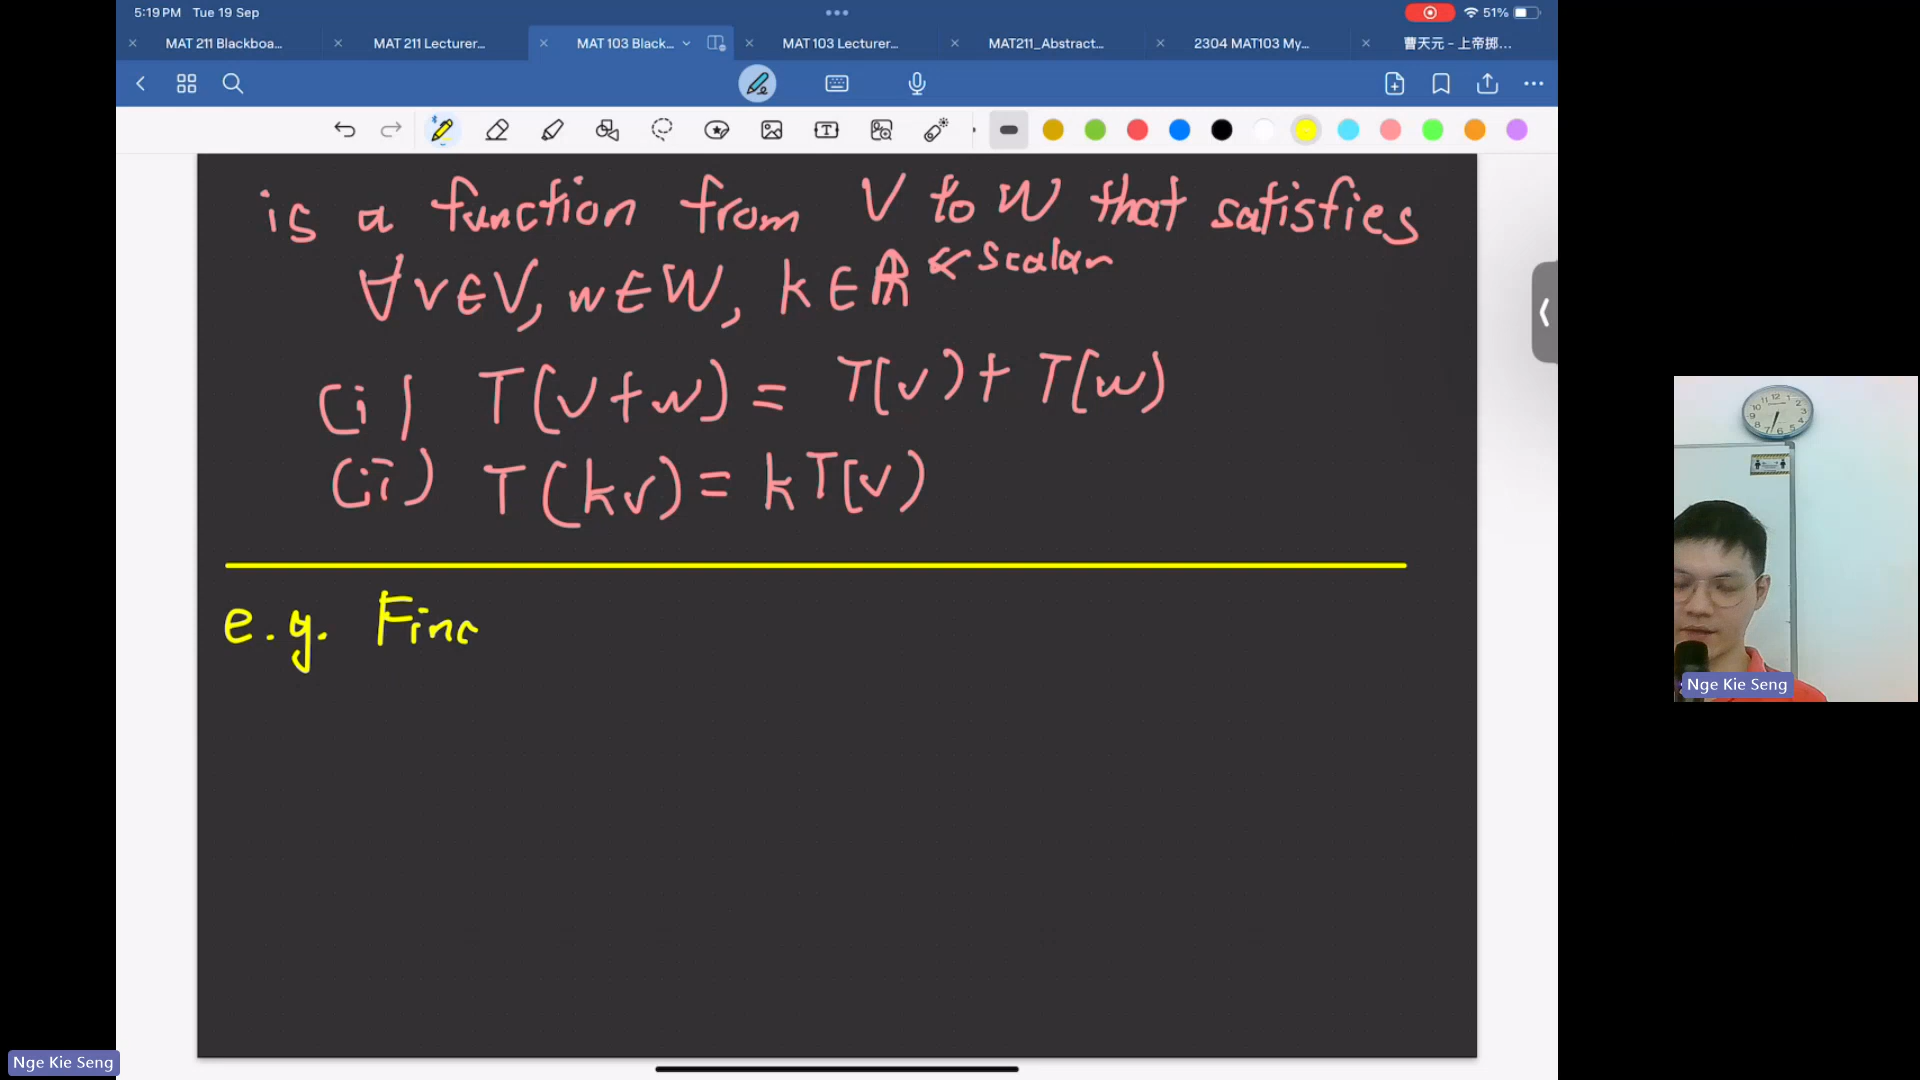 5:19 PM Tue 19 Sep
51%
MAT 211 Blackboa...
MAT 211 Lecturer...
MAT 103 Black...
MAT 103 Lecturer...
MAT211_Abstract...
2304 MAT103 My...
曹天元 - 上帝掷...
is a function from V to W that satisfies
∀v∈V, w∈W, k∈ℝ ← scalar
(i) T(v+w) = T(v) + T(w)
(ii) T(kv) = kT(v)
e.g. Finc
Nge Kie Seng
Nge Kie Seng